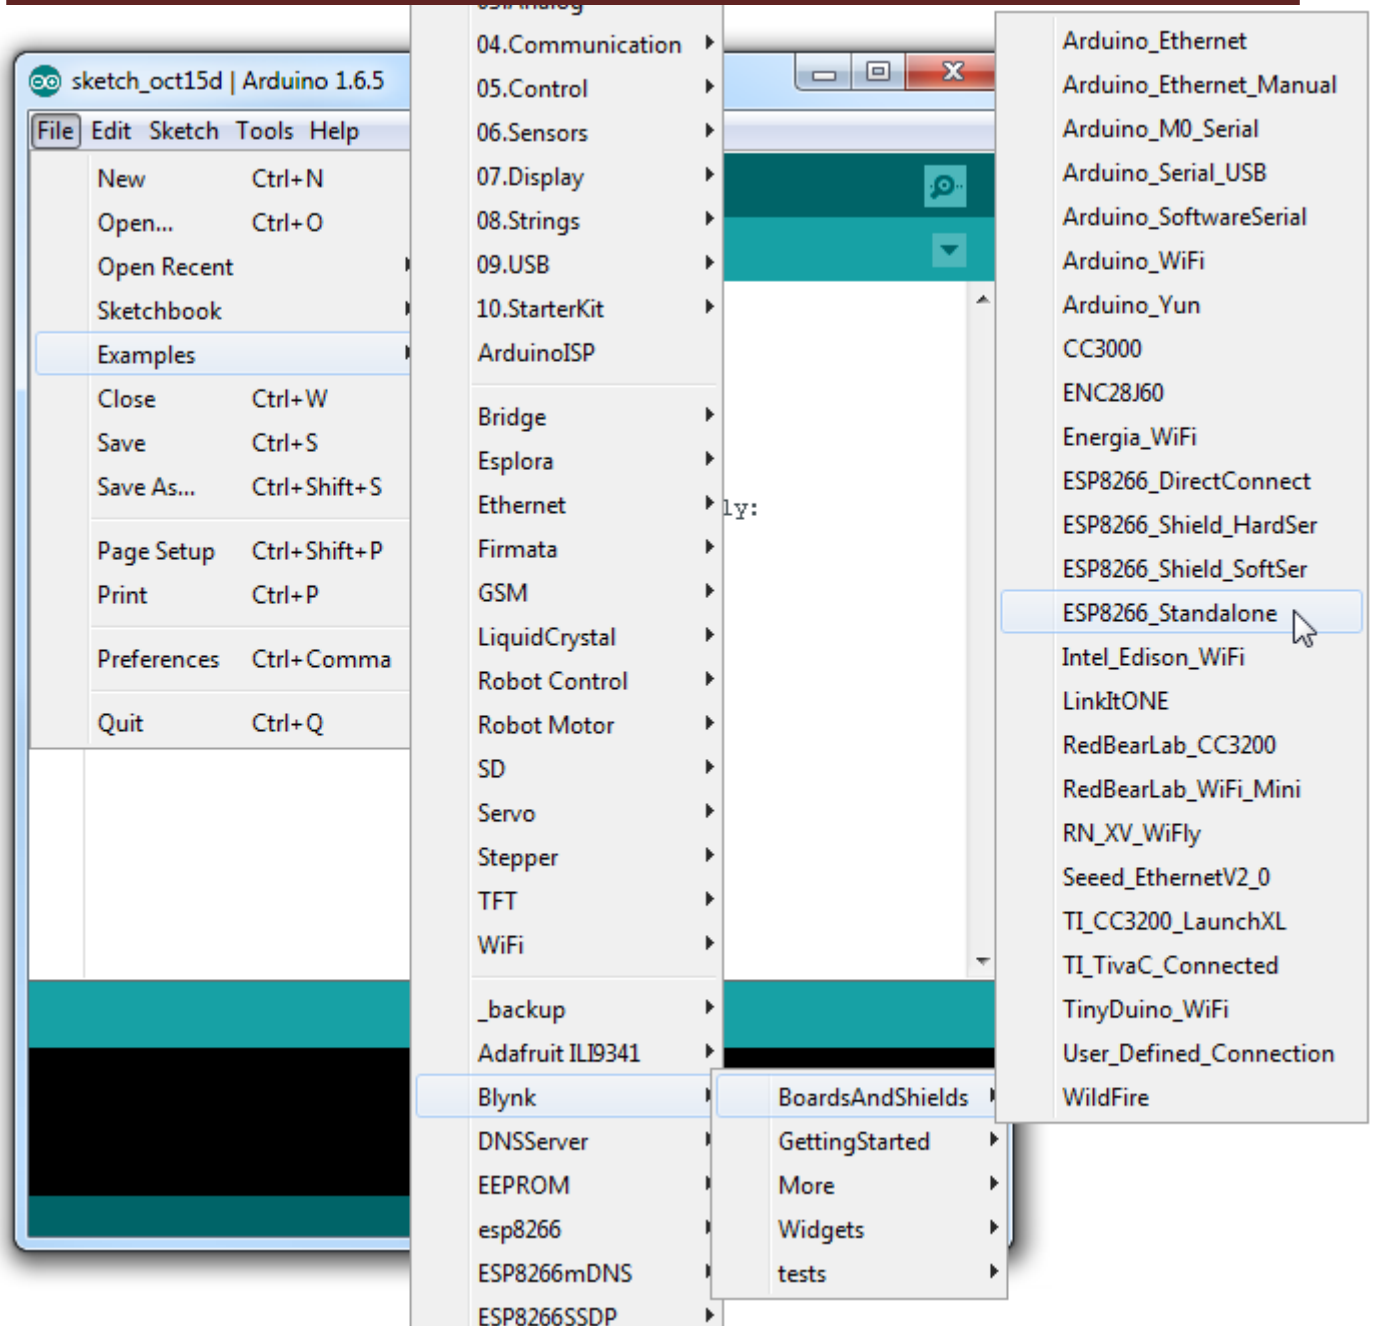 sketch_oct15d | Arduino 1.6.5
File Edit Sketch Tools Help
New Ctrl+N
Open... Ctrl+O
Open Recent
Sketchbook
Examples
Close Ctrl+W
Save Ctrl+S
Save As... Ctrl+Shift+S
Page Setup Ctrl+Shift+P
Print Ctrl+P
Preferences Ctrl+Comma
Quit Ctrl+Q
03.Analog
04.Communication
05.Control
06.Sensors
07.Display
08.Strings
09.USB
10.StarterKit
ArduinoISP
Bridge
Esplora
Ethernet
Firmata
GSM
LiquidCrystal
Robot Control
Robot Motor
SD
Servo
Stepper
TFT
WiFi
_backup
Adafruit ILI9341
Blynk
DNSServer
EEPROM
esp8266
ESP8266mDNS
ESP8266SSDP
ly:
BoardsAndShields
GettingStarted
More
Widgets
tests
Arduino_Ethernet
Arduino_Ethernet_Manual
Arduino_M0_Serial
Arduino_Serial_USB
Arduino_SoftwareSerial
Arduino_WiFi
Arduino_Yun
CC3000
ENC28J60
Energia_WiFi
ESP8266_DirectConnect
ESP8266_Shield_HardSer
ESP8266_Shield_SoftSer
ESP8266_Standalone
Intel_Edison_WiFi
LinkItONE
RedBearLab_CC3200
RedBearLab_WiFi_Mini
RN_XV_WiFly
Seeed_EthernetV2_0
TI_CC3200_LaunchXL
TI_TivaC_Connected
TinyDuino_WiFi
User_Defined_Connection
WildFire